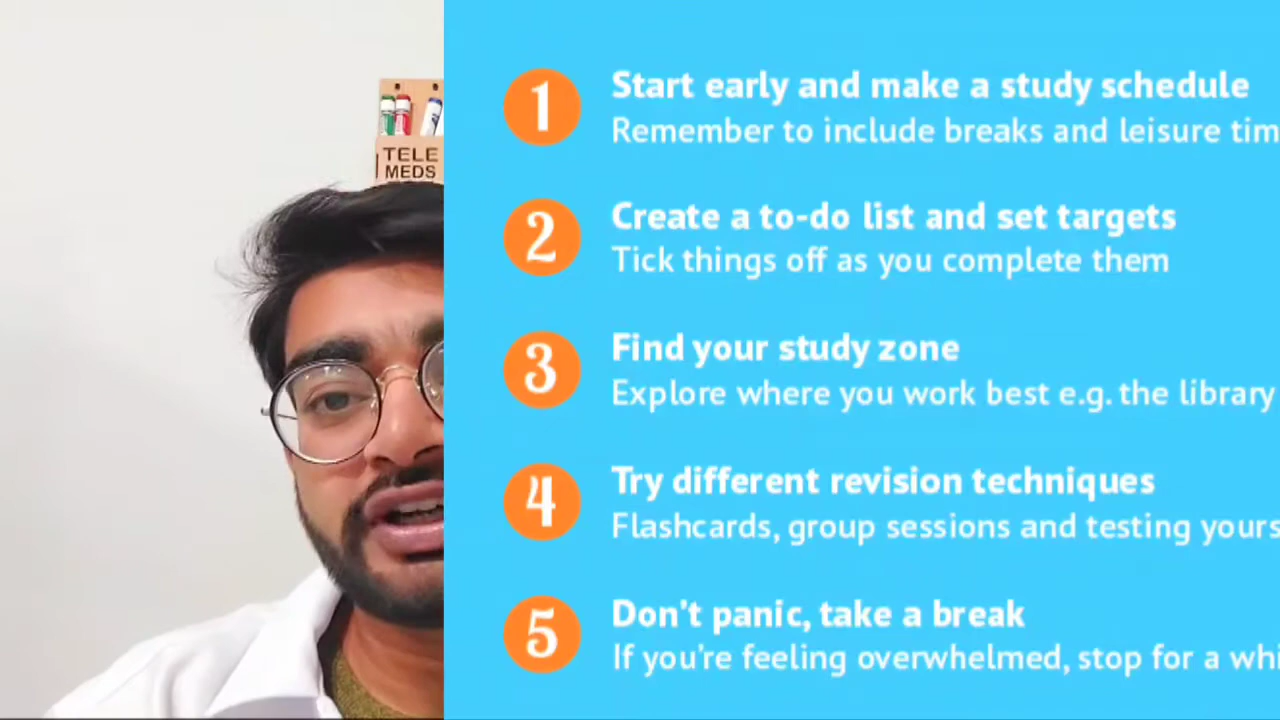 TELE
MEDS
1
Start early and make a study schedule
Remember to include breaks and leisure
2
Create a to-do list and set targets
Tick things off as you complete them
3
Find your study zone
Explore where you work best e.g. the library
4
Try different revision techniques
Flashcards, group sessions and testing
5
Don't panic, take a break
If you're feeling overwhelmed, stop for a